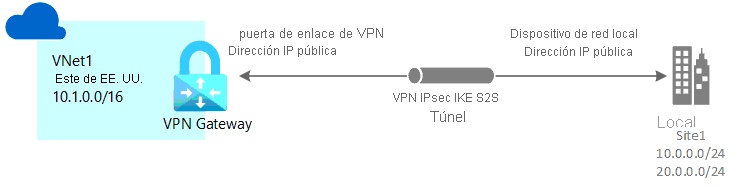 VNet1
Este de EE. UU.
10.1.0.0/16
VPN Gateway
puerta de enlace de VPN
Dirección IP pública
VPN IPsec IKE S2S
Túnel
Dispositivo de red local
Dirección IP pública
Local
Site1
10.0.0.0/24
20.0.0.0/24